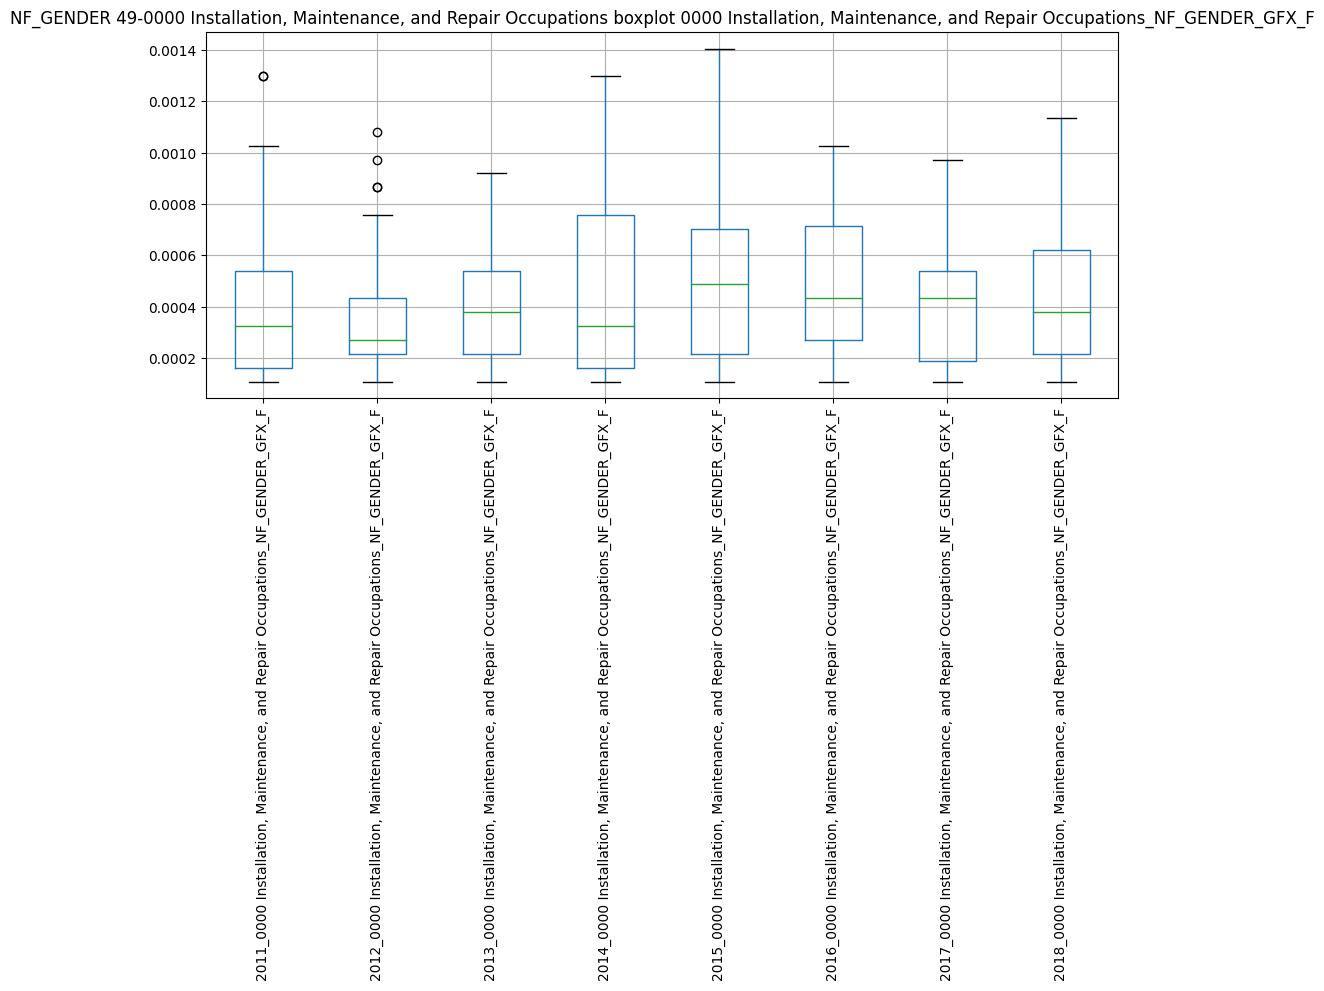 NF_GENDER 49-0000 Installation, Maintenance, and Repair Occupations boxplot 0000 Installation, Maintenance, and Repair Occupations_NF_GENDER_GFX_F
0.0014
0.0012
0.0010
0.0008
0.0006
0.0004
0.0002
2011_0000 Installation, Maintenance, and Repair Occupations_NF_GENDER_GFX_F
2012_0000 Installation, Maintenance, and Repair Occupations_NF_GENDER_GFX_F
2013_0000 Installation, Maintenance, and Repair Occupations_NF_GENDER_GFX_F
2014_0000 Installation, Maintenance, and Repair Occupations_NF_GENDER_GFX_F
2015_0000 Installation, Maintenance, and Repair Occupations_NF_GENDER_GFX_F
2016_0000 Installation, Maintenance, and Repair Occupations_NF_GENDER_GFX_F
2017_0000 Installation, Maintenance, and Repair Occupations_NF_GENDER_GFX_F
2018_0000 Installation, Maintenance, and Repair Occupations_NF_GENDER_GFX_F